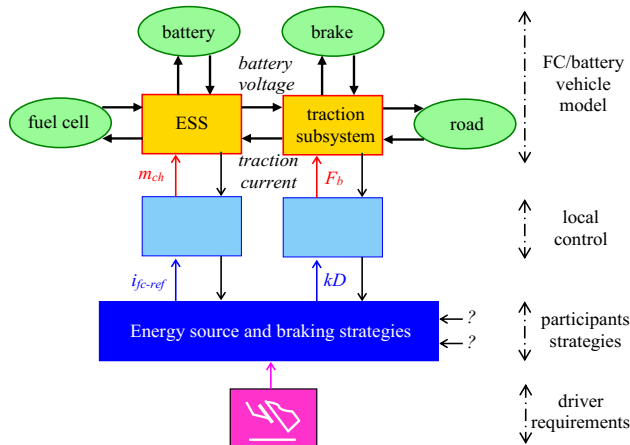 battery
brake
battery
voltage
FC/battery
vehicle
model
fuel cell
ESS
traction
subsystem
road
traction
current
m_ch
F_b
local
control
i_fc-ref
kD
Energy source and braking strategies
?
?
participants
strategies
driver
requirements